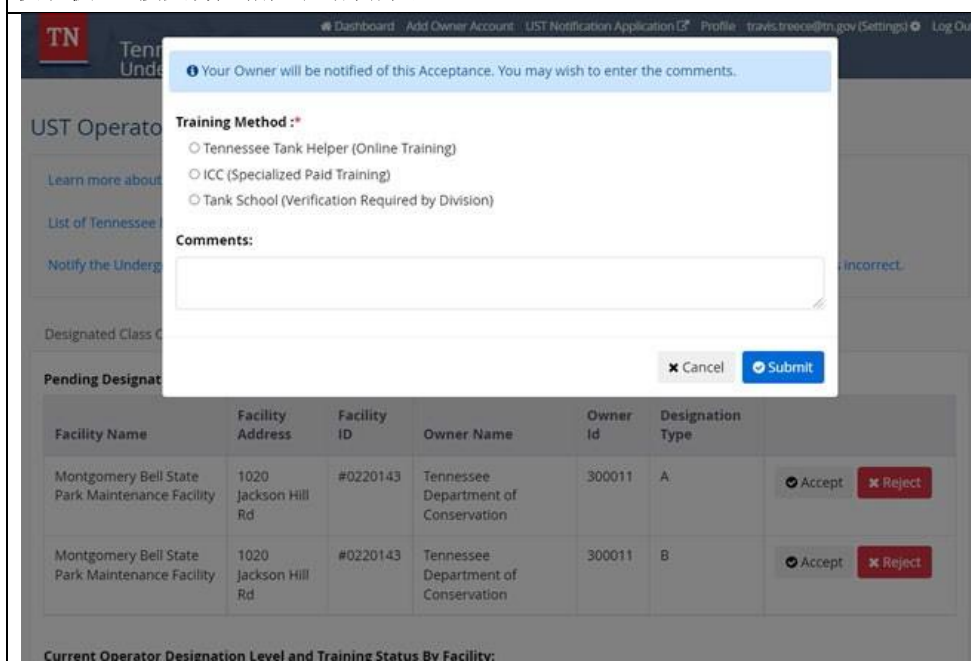 TN
Dashboard Add Owner Account UST Notification Application Profile travis.treece@tn.gov (Settings) Log Ou
Tenn
Unde
Your Owner will be notified of this Acceptance. You may wish to enter the comments.
UST Operato
Training Method :*
Tennessee Tank Helper (Online Training)
ICC (Specialized Paid Training)
Tank School (Verification Required by Division)
Learn more about
List of Tennessee
Comments:
Notify the Underg
incorrect.
Designated Class
Cancel Submit
Pending Designat
Facility Name Facility Address Facility ID Owner Name Owner Id Designation Type
Montgomery Bell State Park Maintenance Facility 1020 Jackson Hill Rd #0220143 Tennessee Department of Conservation 300011 A Accept Reject
Montgomery Bell State Park Maintenance Facility 1020 Jackson Hill Rd #0220143 Tennessee Department of Conservation 300011 B Accept Reject
Current Operator Designation Level and Training Status By Facility: